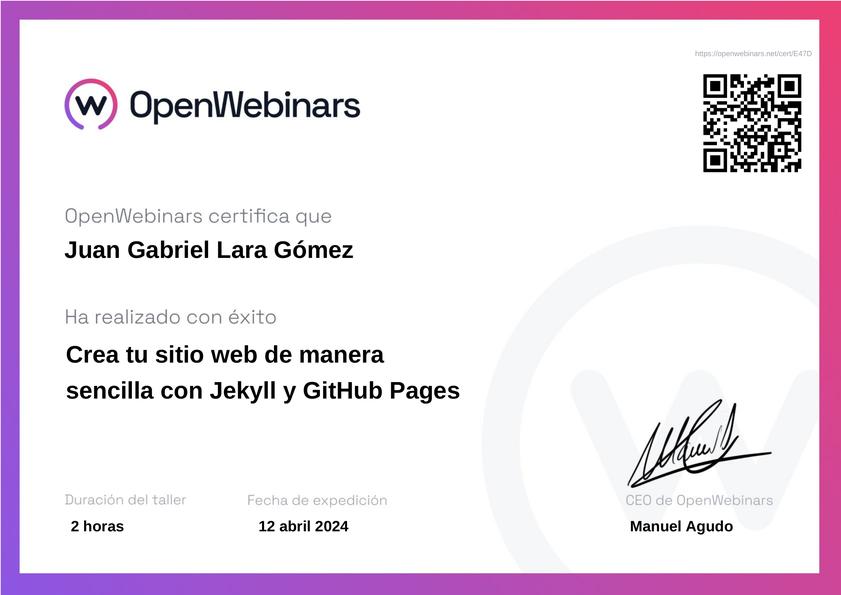 https://openwebinars.net/cert/E47D
OpenWebinars
OpenWebinars certifica que
Juan Gabriel Lara Gómez
Ha realizado con éxito
Crea tu sitio web de manera
sencilla con Jekyll y GitHub Pages
Duración del taller
2 horas
Fecha de expedición
12 abril 2024
CEO de OpenWebinars
Manuel Agudo